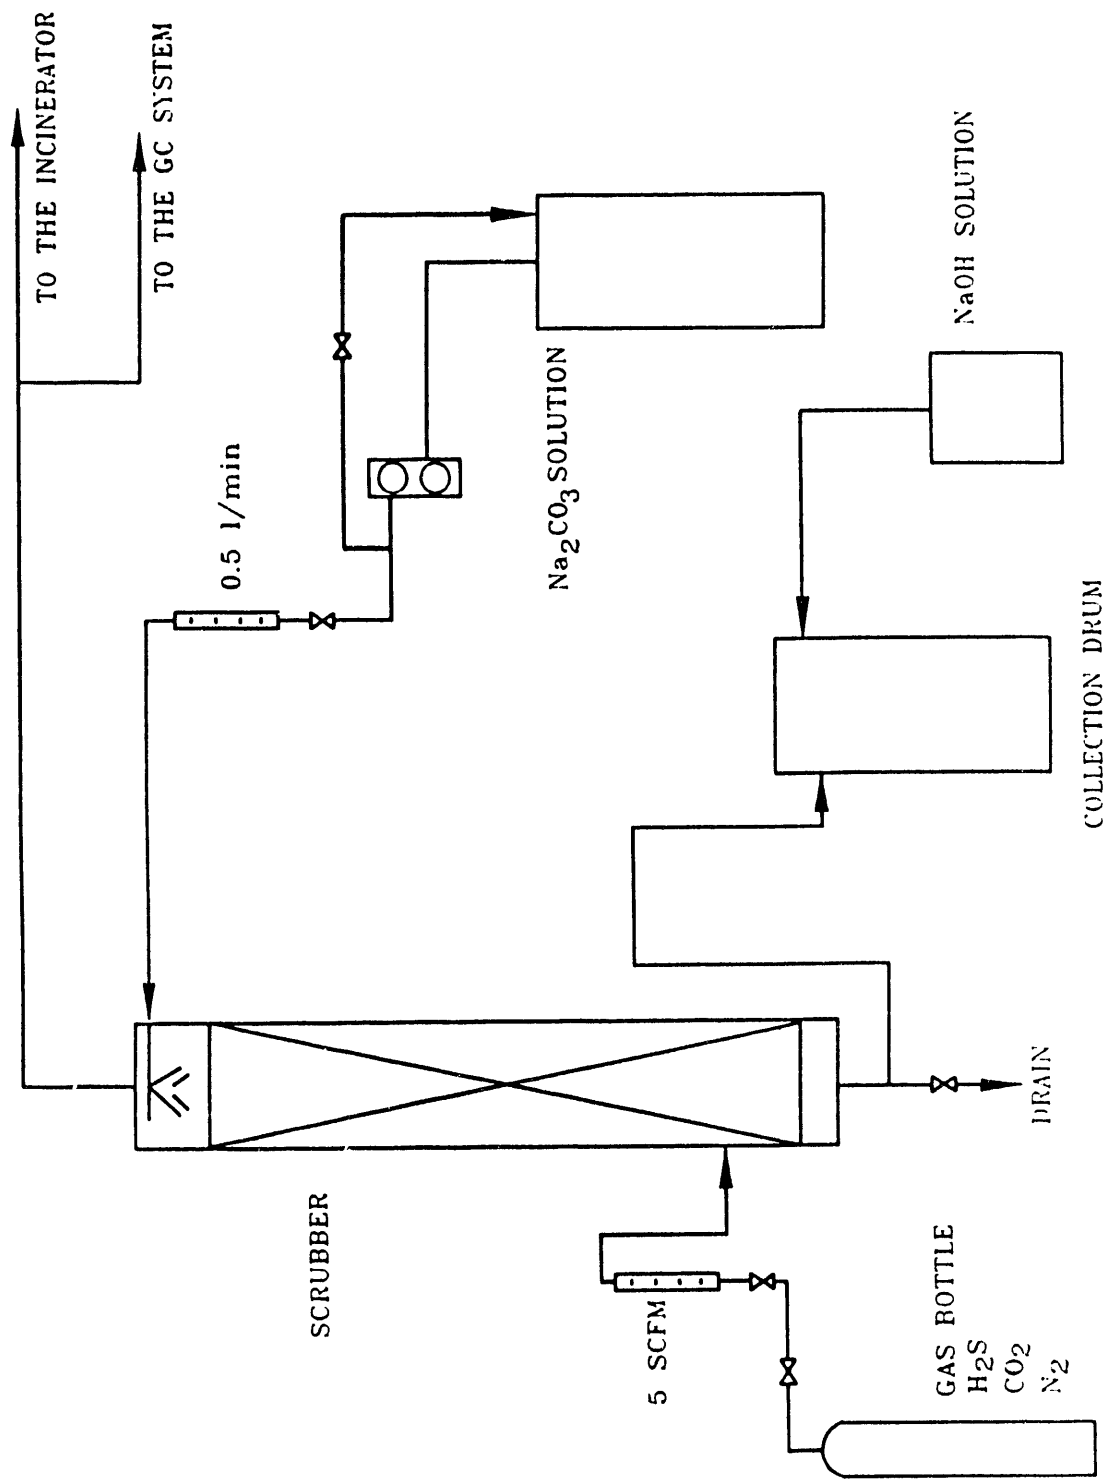 TO THE INCINERATOR
TO THE GC SYSTEM
0.5 l/min
Na2CO3 SOLUTION
NaOH SOLUTION
COLLECTION DRUM
SCRUBBER
DRAIN
5 SCFM
GAS BOTTLE
H2S
CO2
N2